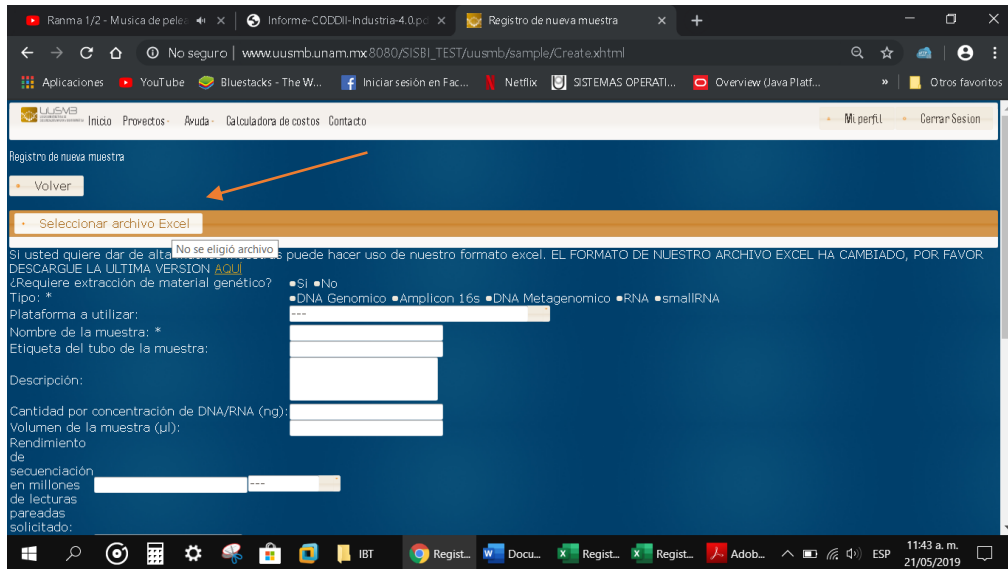 Ranma 1/2 - Musica de pelea
Informe-CODDII-Industria-4.0.pd
Registro de nueva muestra
No seguro | www.uusmb.unam.mx:8080/SISBI_TEST/uusmb/sample/Create.xhtml
Aplicaciones YouTube Bluestacks - The W... Iniciar sesión en Fac... Netflix SISTEMAS OPERATI... Overview (Java Platf... » Otros favoritos
UUSMB Inicio Proyectos Ayuda Calculadora de costos Contacto Mi perfil Cerrar Sesion
Registro de nueva muestra
Volver
Seleccionar archivo Excel
No se eligió archivo
Si usted quiere dar de alta puede hacer uso de nuestro formato excel. EL FORMATO DE NUESTRO ARCHIVO EXCEL HA CAMBIADO, POR FAVOR
DESCARGUE LA ULTIMA VERSION AQUÍ
¿Requiere extracción de material genético? Si No
Tipo: * DNA Genomico Amplicon 16s DNA Metagenomico RNA smallRNA
Plataforma a utilizar: ---
Nombre de la muestra: *
Etiqueta del tubo de la muestra:
Descripción:
Cantidad por concentración de DNA/RNA (ng):
Volumen de la muestra (µl):
Rendimiento
de
secuenciación
en millones ---
de lecturas
pareadas
solicitado:
IBT Regist... Docu... Regist... Regist... Adob... ESP 11:43 a. m.
21/05/2019